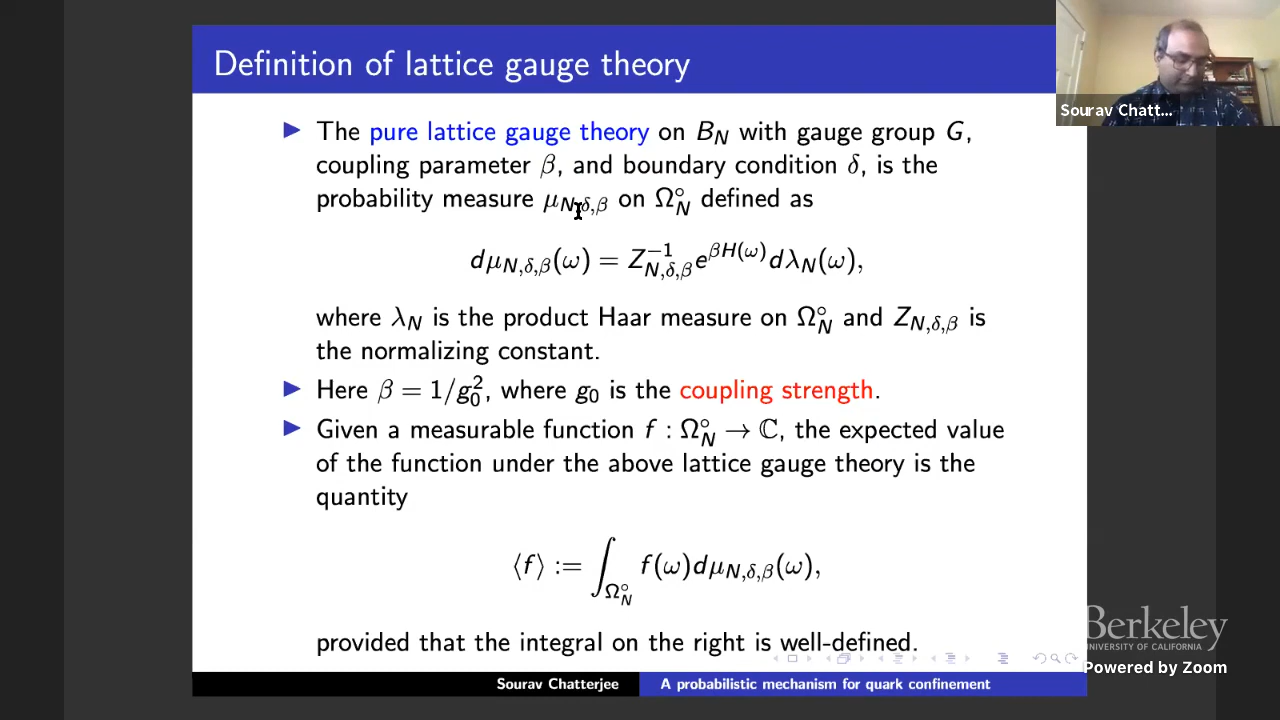 Definition of lattice gauge theory
▶ The pure lattice gauge theory on B_N with gauge group G,
coupling parameter β, and boundary condition δ, is the
probability measure μ_{N,δ,β} on Ω°_N defined as
dμ_{N,δ,β}(ω) = Z^{-1}_{N,δ,β} e^{βH(ω)} dλ_N(ω),
where λ_N is the product Haar measure on Ω°_N and Z_{N,δ,β} is
the normalizing constant.
▶ Here β = 1/g_0^2, where g_0 is the coupling strength.
▶ Given a measurable function f : Ω°_N → ℂ, the expected value
of the function under the above lattice gauge theory is the
quantity
⟨f⟩ := ∫_{Ω°_N} f(ω)dμ_{N,δ,β}(ω),
provided that the integral on the right is well-defined.
Sourav Chatterjee A probabilistic mechanism for quark confinement
Sourav Chatt...
Berkeley
UNIVERSITY OF CALIFORNIA
Powered by Zoom